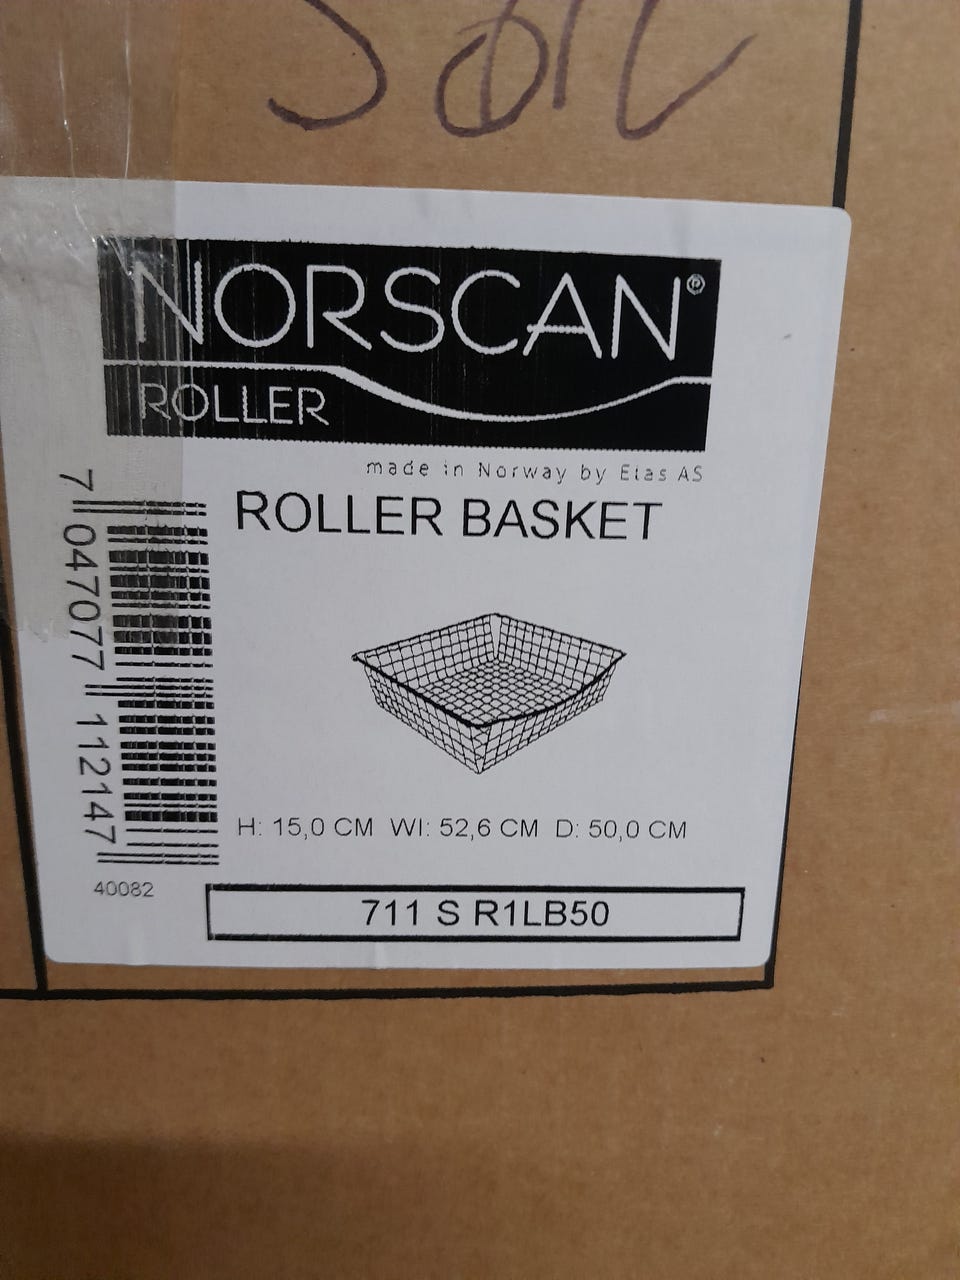 NORSCAN®
ROLLER
made in Norway by Etas AS
ROLLER BASKET
7 047077 112147
H: 15,0 CM WI: 52,6 CM D: 50,0 CM
40082
711 S R1LB50